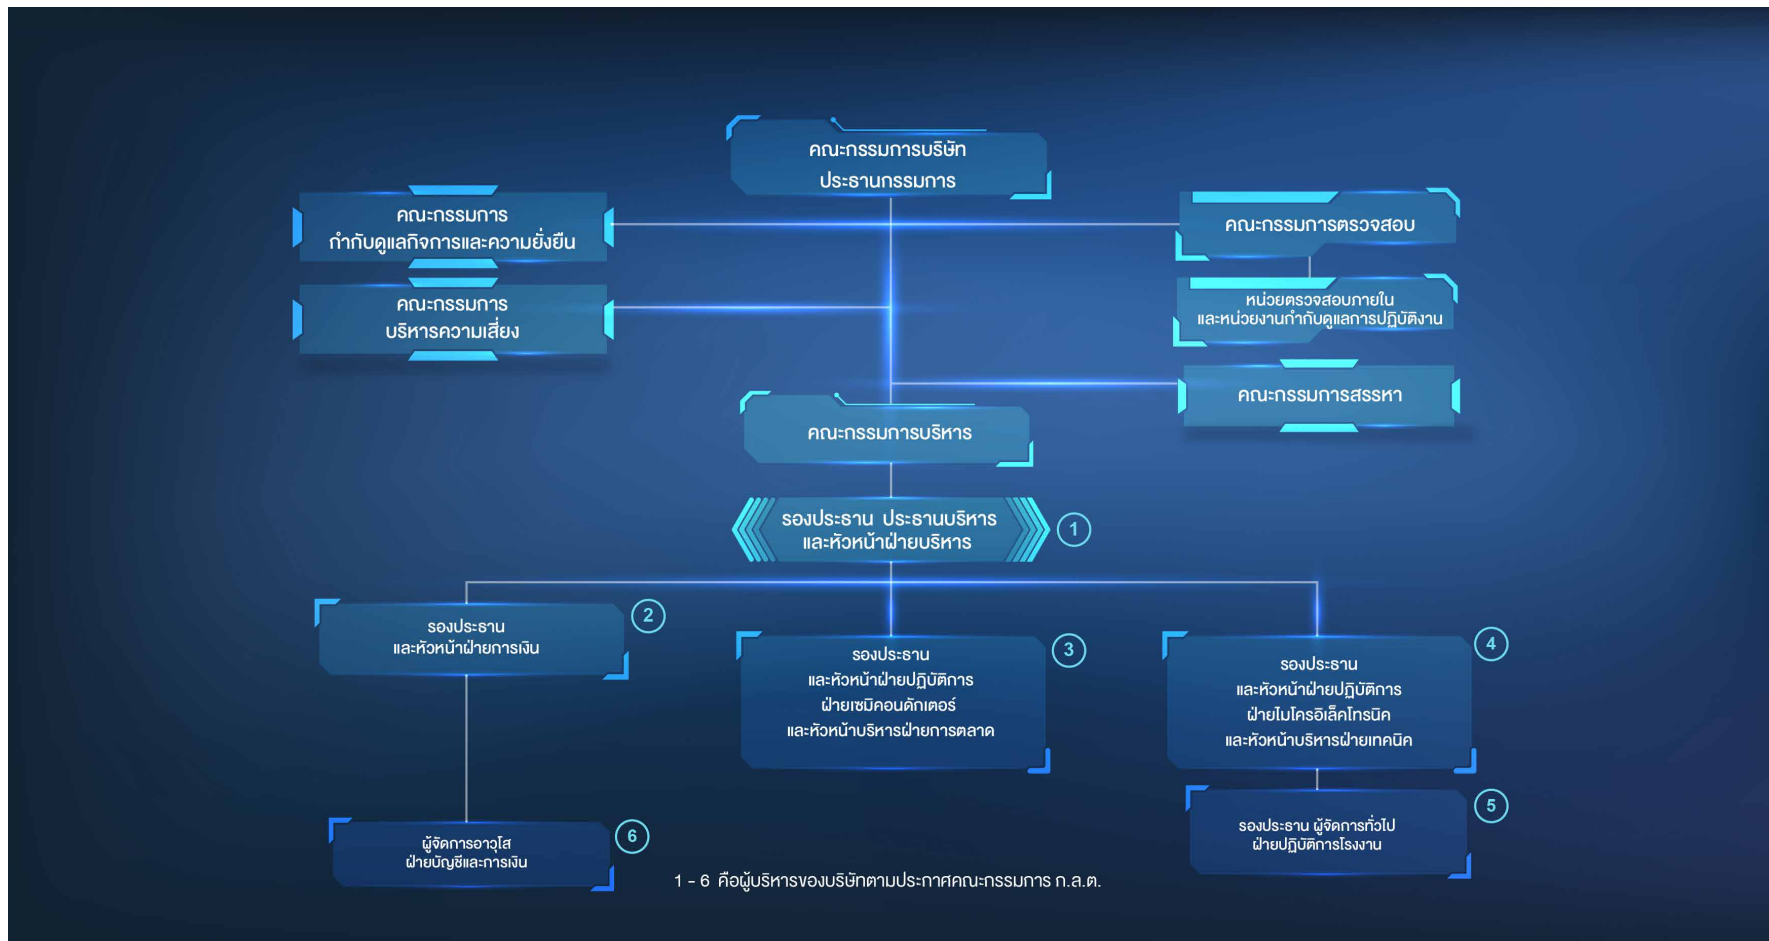 คณะกรรมการบริษัท
ประธานกรรมการ
คณะกรรมการ
กำกับดูแลกิจการและความยั่งยืน
คณะกรรมการตรวจสอบ
คณะกรรมการ
บริหารความเสี่ยง
หน่วยตรวจสอบภายใน
และหน่วยงานกำกับดูแลการปฏิบัติงาน
คณะกรรมการสรรหา
คณะกรรมการบริหาร
รองประธาน ประธานบริหาร
และหัวหน้าฝ่ายบริหาร
1
รองประธาน
และหัวหน้าฝ่ายการเงิน
2
รองประธาน
และหัวหน้าฝ่ายปฏิบัติการ
ฝ่ายเซมิคอนดักเตอร์
และหัวหน้าบริหารฝ่ายการตลาด
3
รองประธาน
และหัวหน้าฝ่ายปฏิบัติการ
ฝ่ายไมโครอิเล็คโทรนิค
และหัวหน้าบริหารฝ่ายเทคนิค
4
รองประธาน ผู้จัดการทั่วไป
ฝ่ายปฏิบัติการโรงงาน
5
ผู้จัดการอาวุโส
ฝ่ายบัญชีและการเงิน
6
1 - 6 คือผู้บริหารของบริษัทตามประกาศคณะกรรมการ ก.ล.ต.